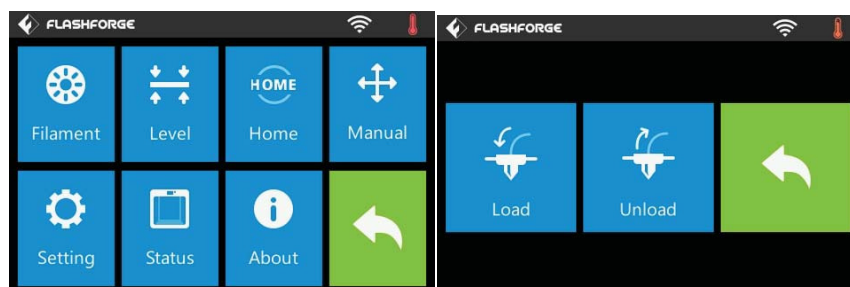 FLASHFORGE
Filament Level Home Manual
HOME
Setting Status About
FLASHFORGE
Load Unload